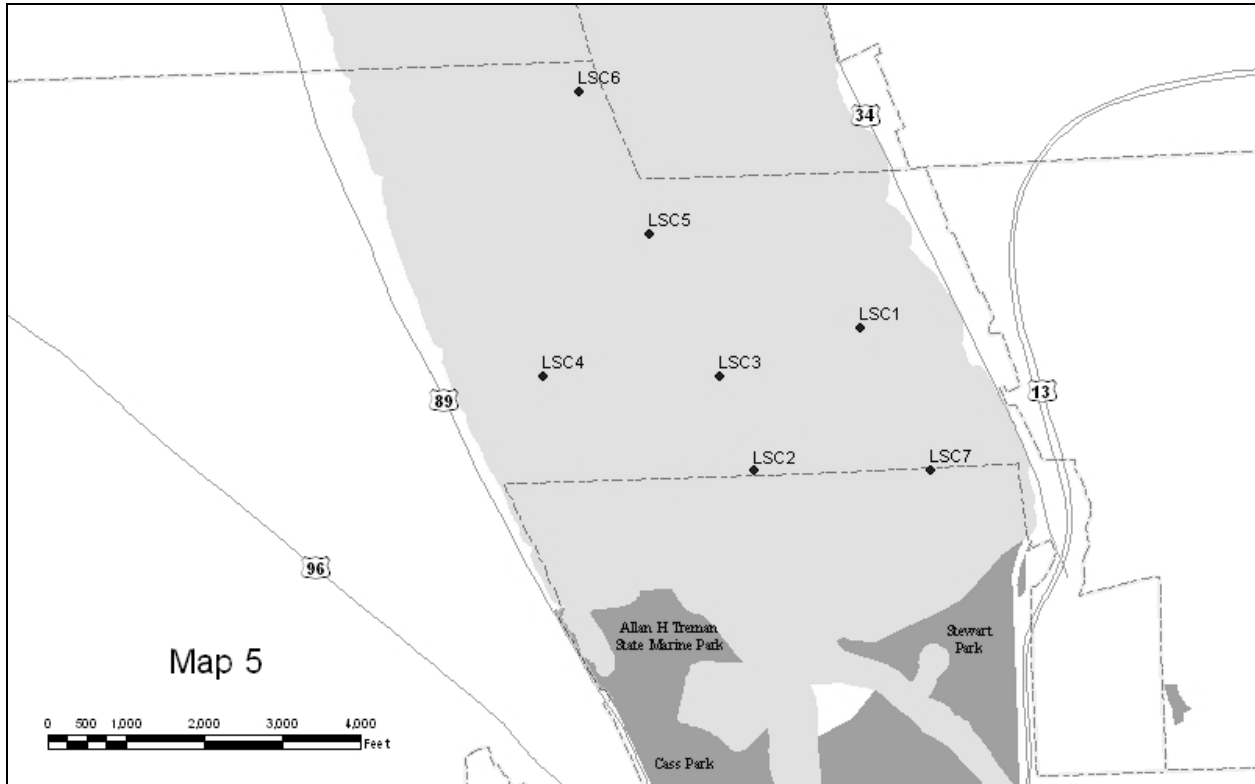 LSC6
34
LSC5
LSC1
LSC4
LSC3
89
13
LSC2
LSC7
96
Allan H Treman
State Marine Park
Stewart
Park
Map 5
0 500 1,000 2,000 3,000 4,000
Feet
Cass Park